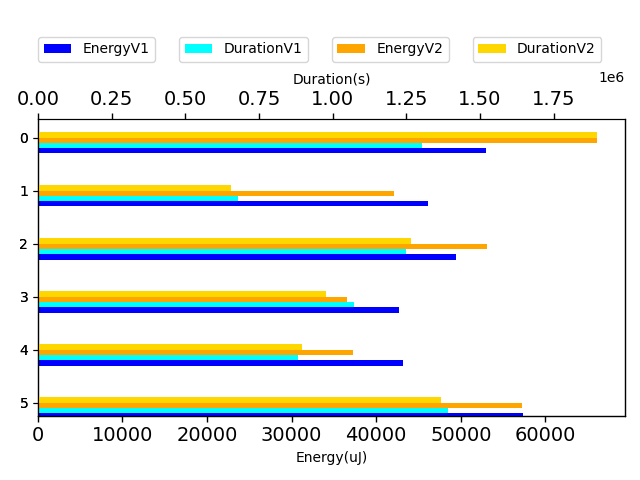 EnergyV1 DurationV1 EnergyV2 DurationV2
Duration(s)
1e6
0.00 0.25 0.50 0.75 1.00 1.25 1.50 1.75
0
1
2
3
4
5
0 10000 20000 30000 40000 50000 60000
Energy(uJ)